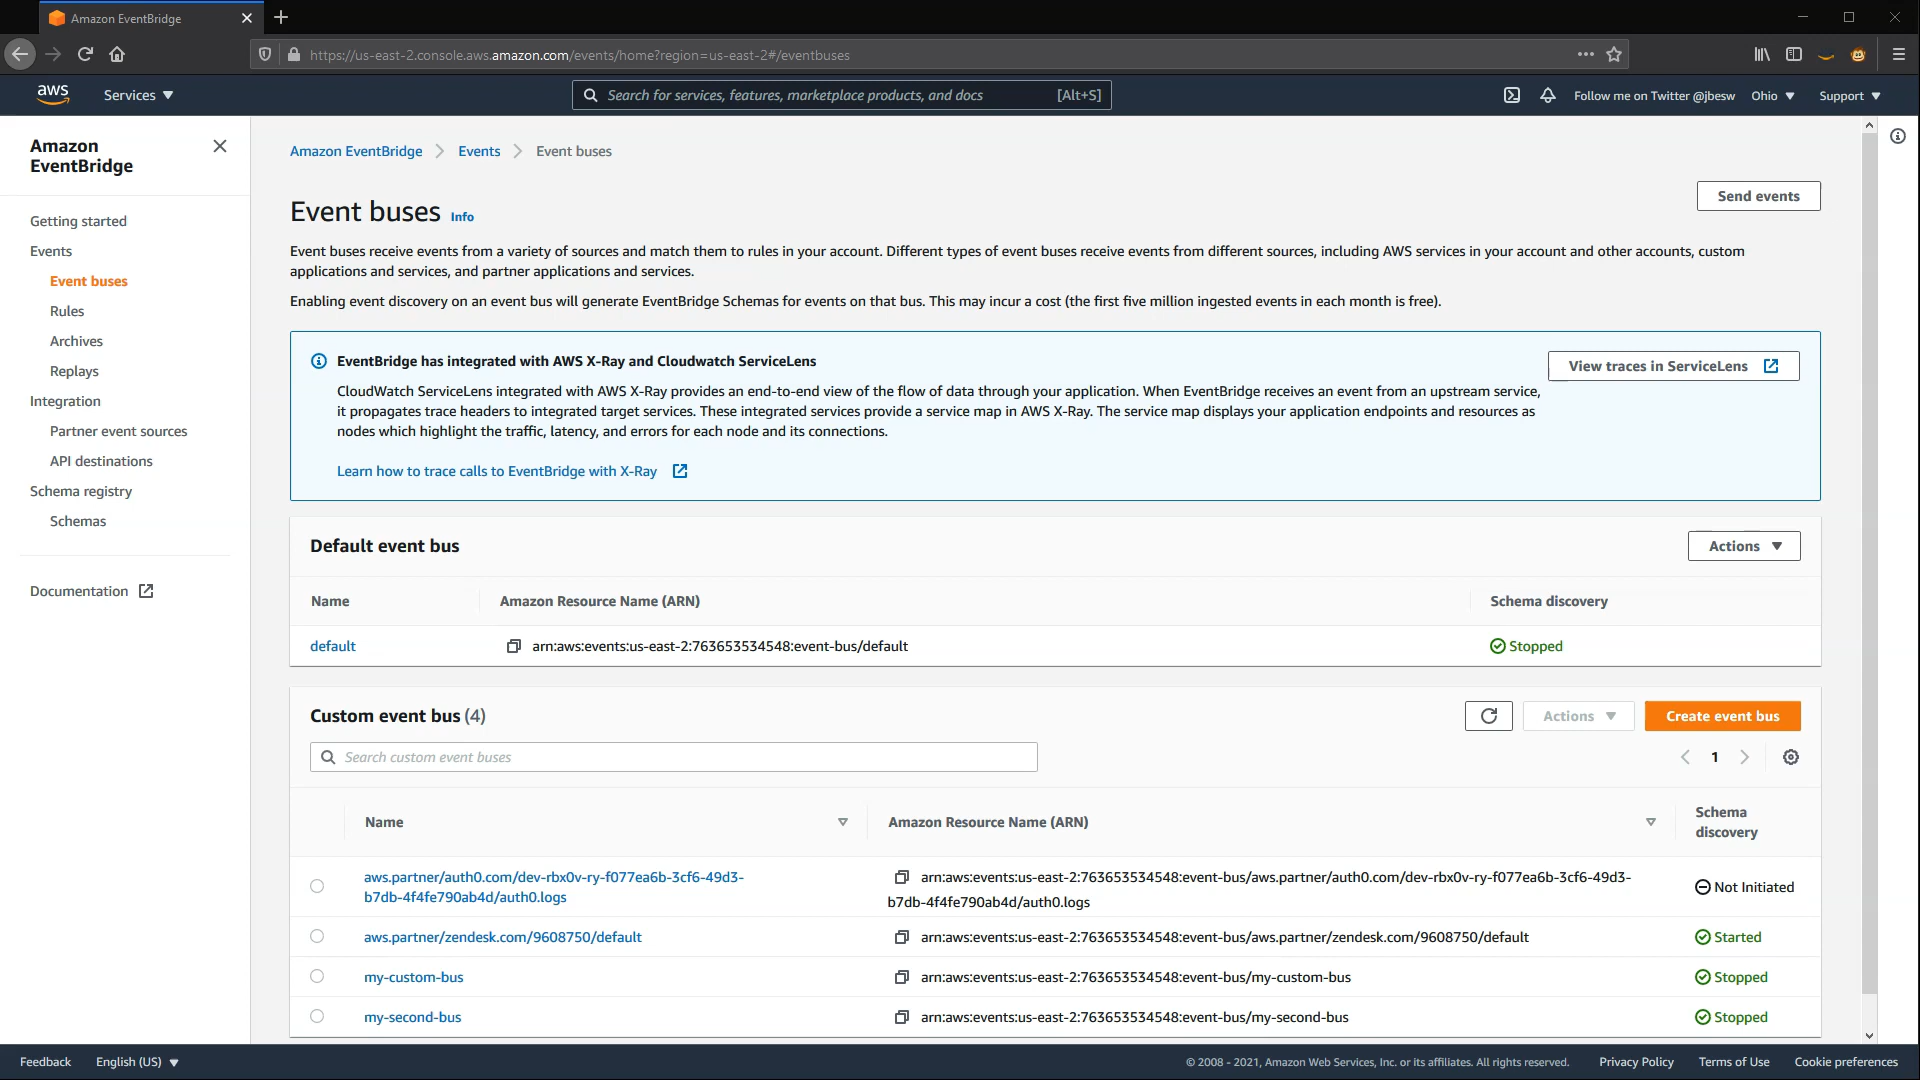 Amazon EventBridge
https://us-east-2.console.aws.amazon.com/events/home?region=us-east-2#/eventbuses
aws
Services
Search for services, features, marketplace products, and docs [Alt+S]
Follow me on Twitter @jbesw
Ohio
Support
Amazon
EventBridge
Getting started
Events
Event buses
Rules
Archives
Replays
Integration
Partner event sources
API destinations
Schema registry
Schemas
Documentation
Amazon EventBridge
Events
Event buses
Event buses Info
Send events
Event buses receive events from a variety of sources and match them to rules in your account. Different types of event buses receive events from different sources, including AWS services in your account and other accounts, custom
applications and services, and partner applications and services.
Enabling event discovery on an event bus will generate EventBridge Schemas for events on that bus. This may incur a cost (the first five million ingested events in each month is free).
EventBridge has integrated with AWS X-Ray and Cloudwatch ServiceLens
View traces in ServiceLens
CloudWatch ServiceLens integrated with AWS X-Ray provides an end-to-end view of the flow of data through your application. When EventBridge receives an event from an upstream service,
it propagates trace headers to integrated target services. These integrated services provide a service map in AWS X-Ray. The service map displays your application endpoints and resources as
nodes which highlight the traffic, latency, and errors for each node and its connections.
Learn how to trace calls to EventBridge with X-Ray
Default event bus
Actions
Name
Amazon Resource Name (ARN)
Schema discovery
default
arn:aws:events:us-east-2:763653534548:event-bus/default
Stopped
Custom event bus (4)
Actions
Create event bus
Search custom event buses
1
Name
Amazon Resource Name (ARN)
Schema
discovery
aws.partner/auth0.com/dev-rbx0v-ry-f077ea6b-3cf6-49d3-
b7db-4f4fe790ab4d/auth0.logs
arn:aws:events:us-east-2:763653534548:event-bus/aws.partner/auth0.com/dev-rbx0v-ry-f077ea6b-3cf6-49d3-
b7db-4f4fe790ab4d/auth0.logs
Not Initiated
aws.partner/zendesk.com/9608750/default
arn:aws:events:us-east-2:763653534548:event-bus/aws.partner/zendesk.com/9608750/default
Started
my-custom-bus
arn:aws:events:us-east-2:763653534548:event-bus/my-custom-bus
Stopped
my-second-bus
arn:aws:events:us-east-2:763653534548:event-bus/my-second-bus
Stopped
Feedback
English (US)
© 2008 - 2021, Amazon Web Services, Inc. or its affiliates. All rights reserved.
Privacy Policy
Terms of Use
Cookie preferences